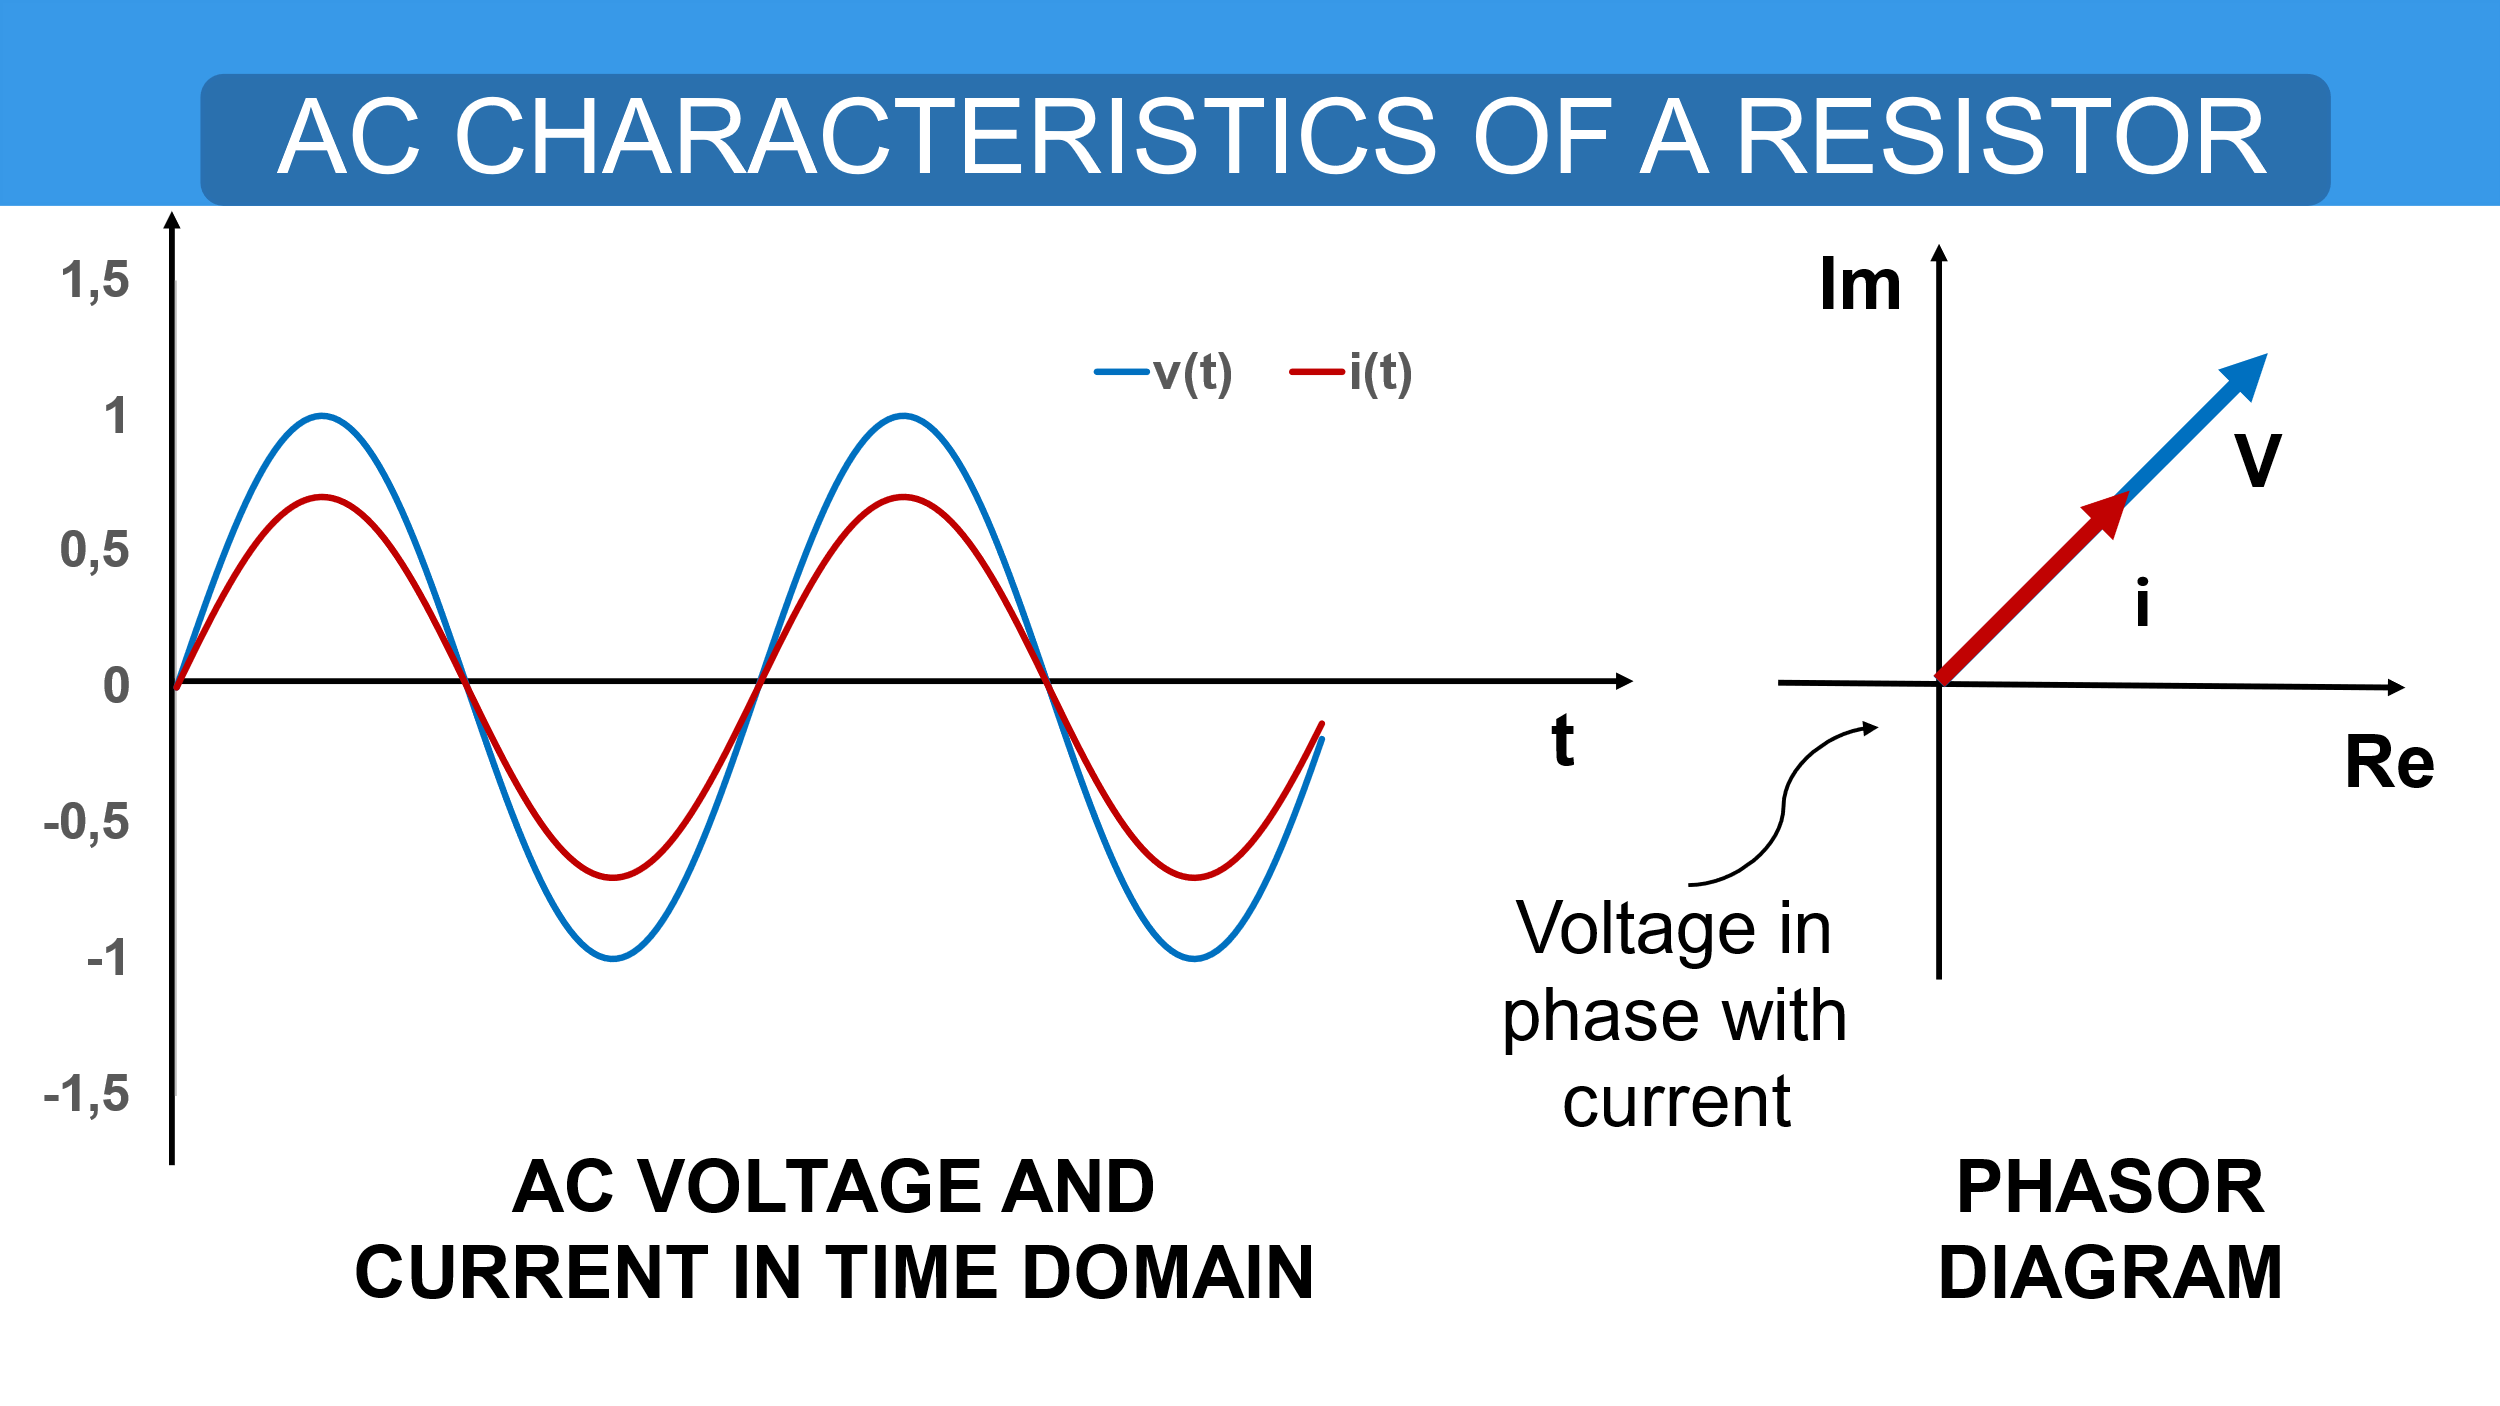 AC CHARACTERISTICS OF A RESISTOR
1,5
1
0,5
0
-0,5
-1
-1,5
v(t)
i(t)
t
Im
V
i
Re
Voltage in
phase with
current
AC VOLTAGE AND
CURRENT IN TIME DOMAIN
PHASOR
DIAGRAM